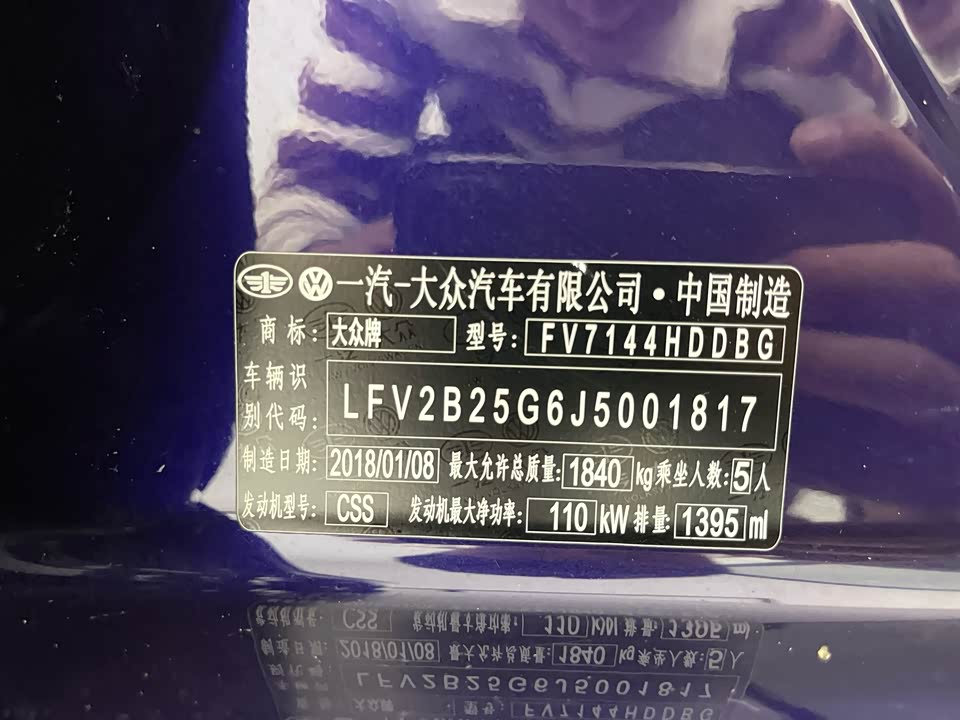 一汽-大众汽车有限公司·中国制造
商标: 大众牌 型号: FV7144HDDBG
车辆识别代码: LFV2B25G6J5001817
制造日期: 2018/01/08 最大允许总质量: 1840 kg 乘坐人数: 5 人
发动机型号: CSS 发动机最大净功率: 110 kW 排量: 1395 ml